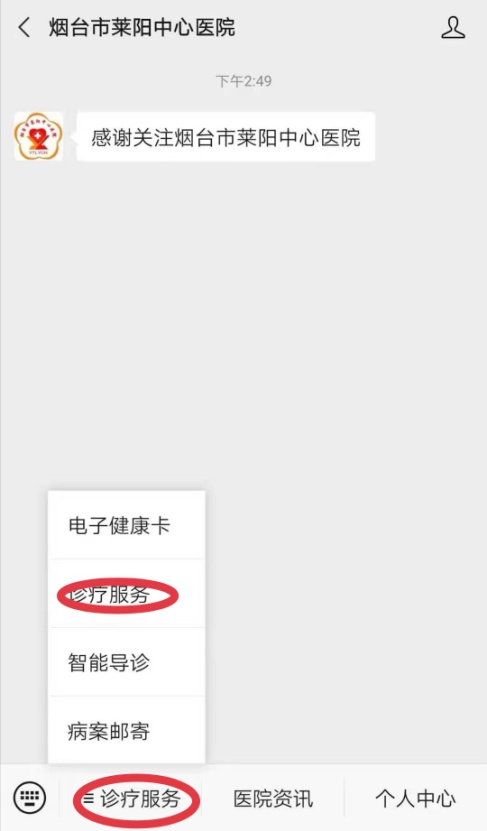 烟台市莱阳中心医院
下午2:49
感谢关注烟台市莱阳中心医院
电子健康卡
诊疗服务
智能导诊
病案邮寄
诊疗服务
医院资讯
个人中心